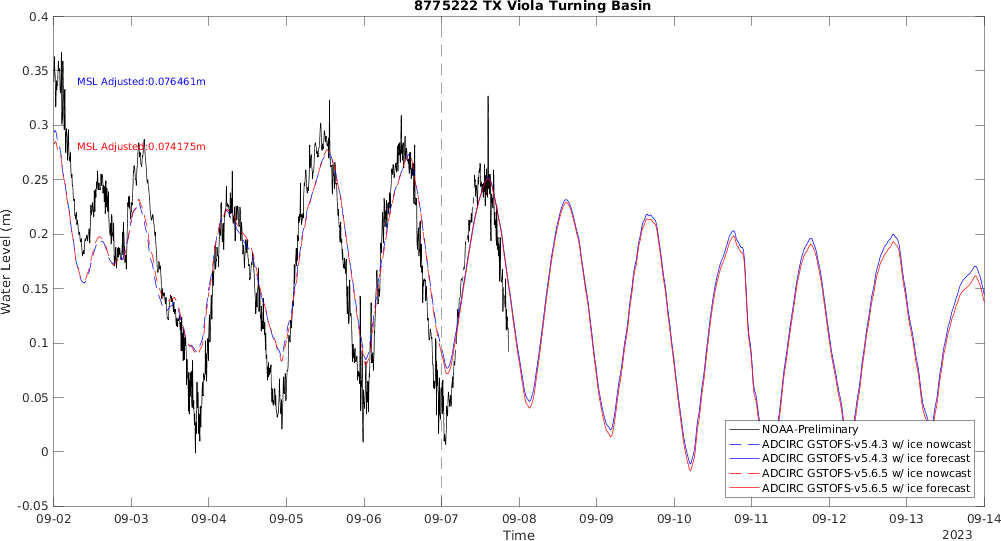 8775222 TX Viola Turning Basin
0.4
0.35
0.3
0.25
0.2
0.15
0.1
0.05
0
-0.05
Water Level (m)
MSL Adjusted:0.076461m
MSL Adjusted:0.074175m
NOAA-Preliminary
ADCIRC GSTOFS-v5.4.3 w/ ice nowcast
ADCIRC GSTOFS-v5.4.3 w/ ice forecast
ADCIRC GSTOFS-v5.6.5 w/ ice nowcast
ADCIRC GSTOFS-v5.6.5 w/ ice forecast
09-02 09-03 09-04 09-05 09-06 09-07 09-08 09-09 09-10 09-11 09-12 09-13 09-14
Time
2023